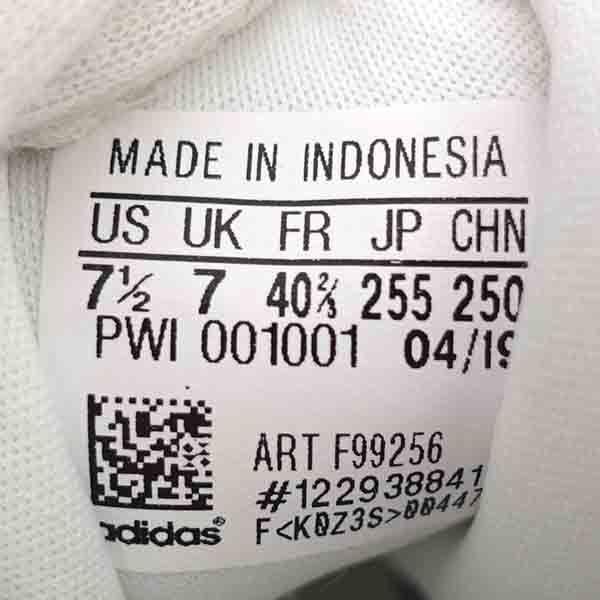 MADE IN INDONESIA
US UK FR JP CHN
7½ 7 40⅔ 255 250
PWI 001001 04/19
ART F99256
#122938841
adidas®
F<K0Z3S>00447